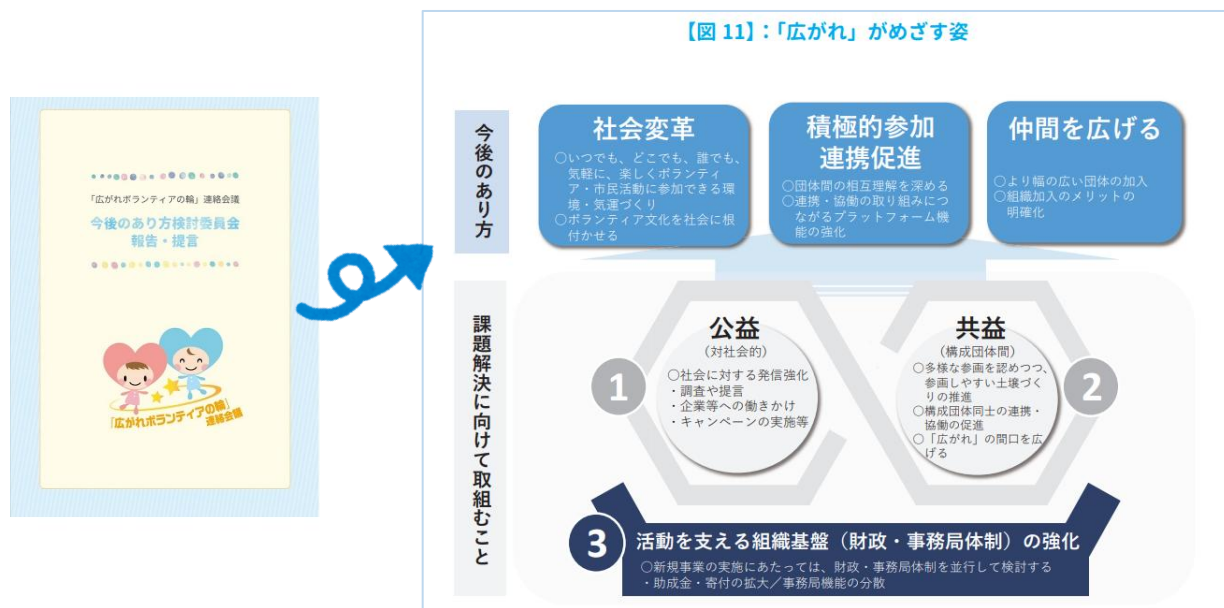 「広がれボランティアの輪」連絡会議
今後のあり方検討委員会
報告・提言
「広がれボランティアの輪」
連絡会議
【図 11】：「広がれ」がめざす姿
今後のあり方
社会変革
○いつでも、どこでも、誰でも、
気軽に、楽しくボランティ
ア・市民活動に参加できる環
境・気運づくり
○ボランティア文化を社会に根
付かせる
積極的参加
連携促進
○団体間の相互理解を深める
○連携・協働の取り組みにつ
ながるプラットフォーム機
能の強化
仲間を広げる
○より幅の広い団体の加入
○組織加入のメリットの
明確化
課題解決に向けて取組むこと
1
公益
（対社会的）
○社会に対する発信強化
・調査や提言
・企業等への働きかけ
・キャンペーンの実施等
共益
（構成団体間）
○多様な参画を認めつつ、
参画しやすい土壌づく
りの推進
○構成団体同士の連携・
協働の促進
○「広がれ」の間口を広
げる
2
3
活動を支える組織基盤（財政・事務局体制）の強化
○新規事業の実施にあたっては、財政・事務局体制を並行して検討する
・助成金・寄付の拡大／事務局機能の分散